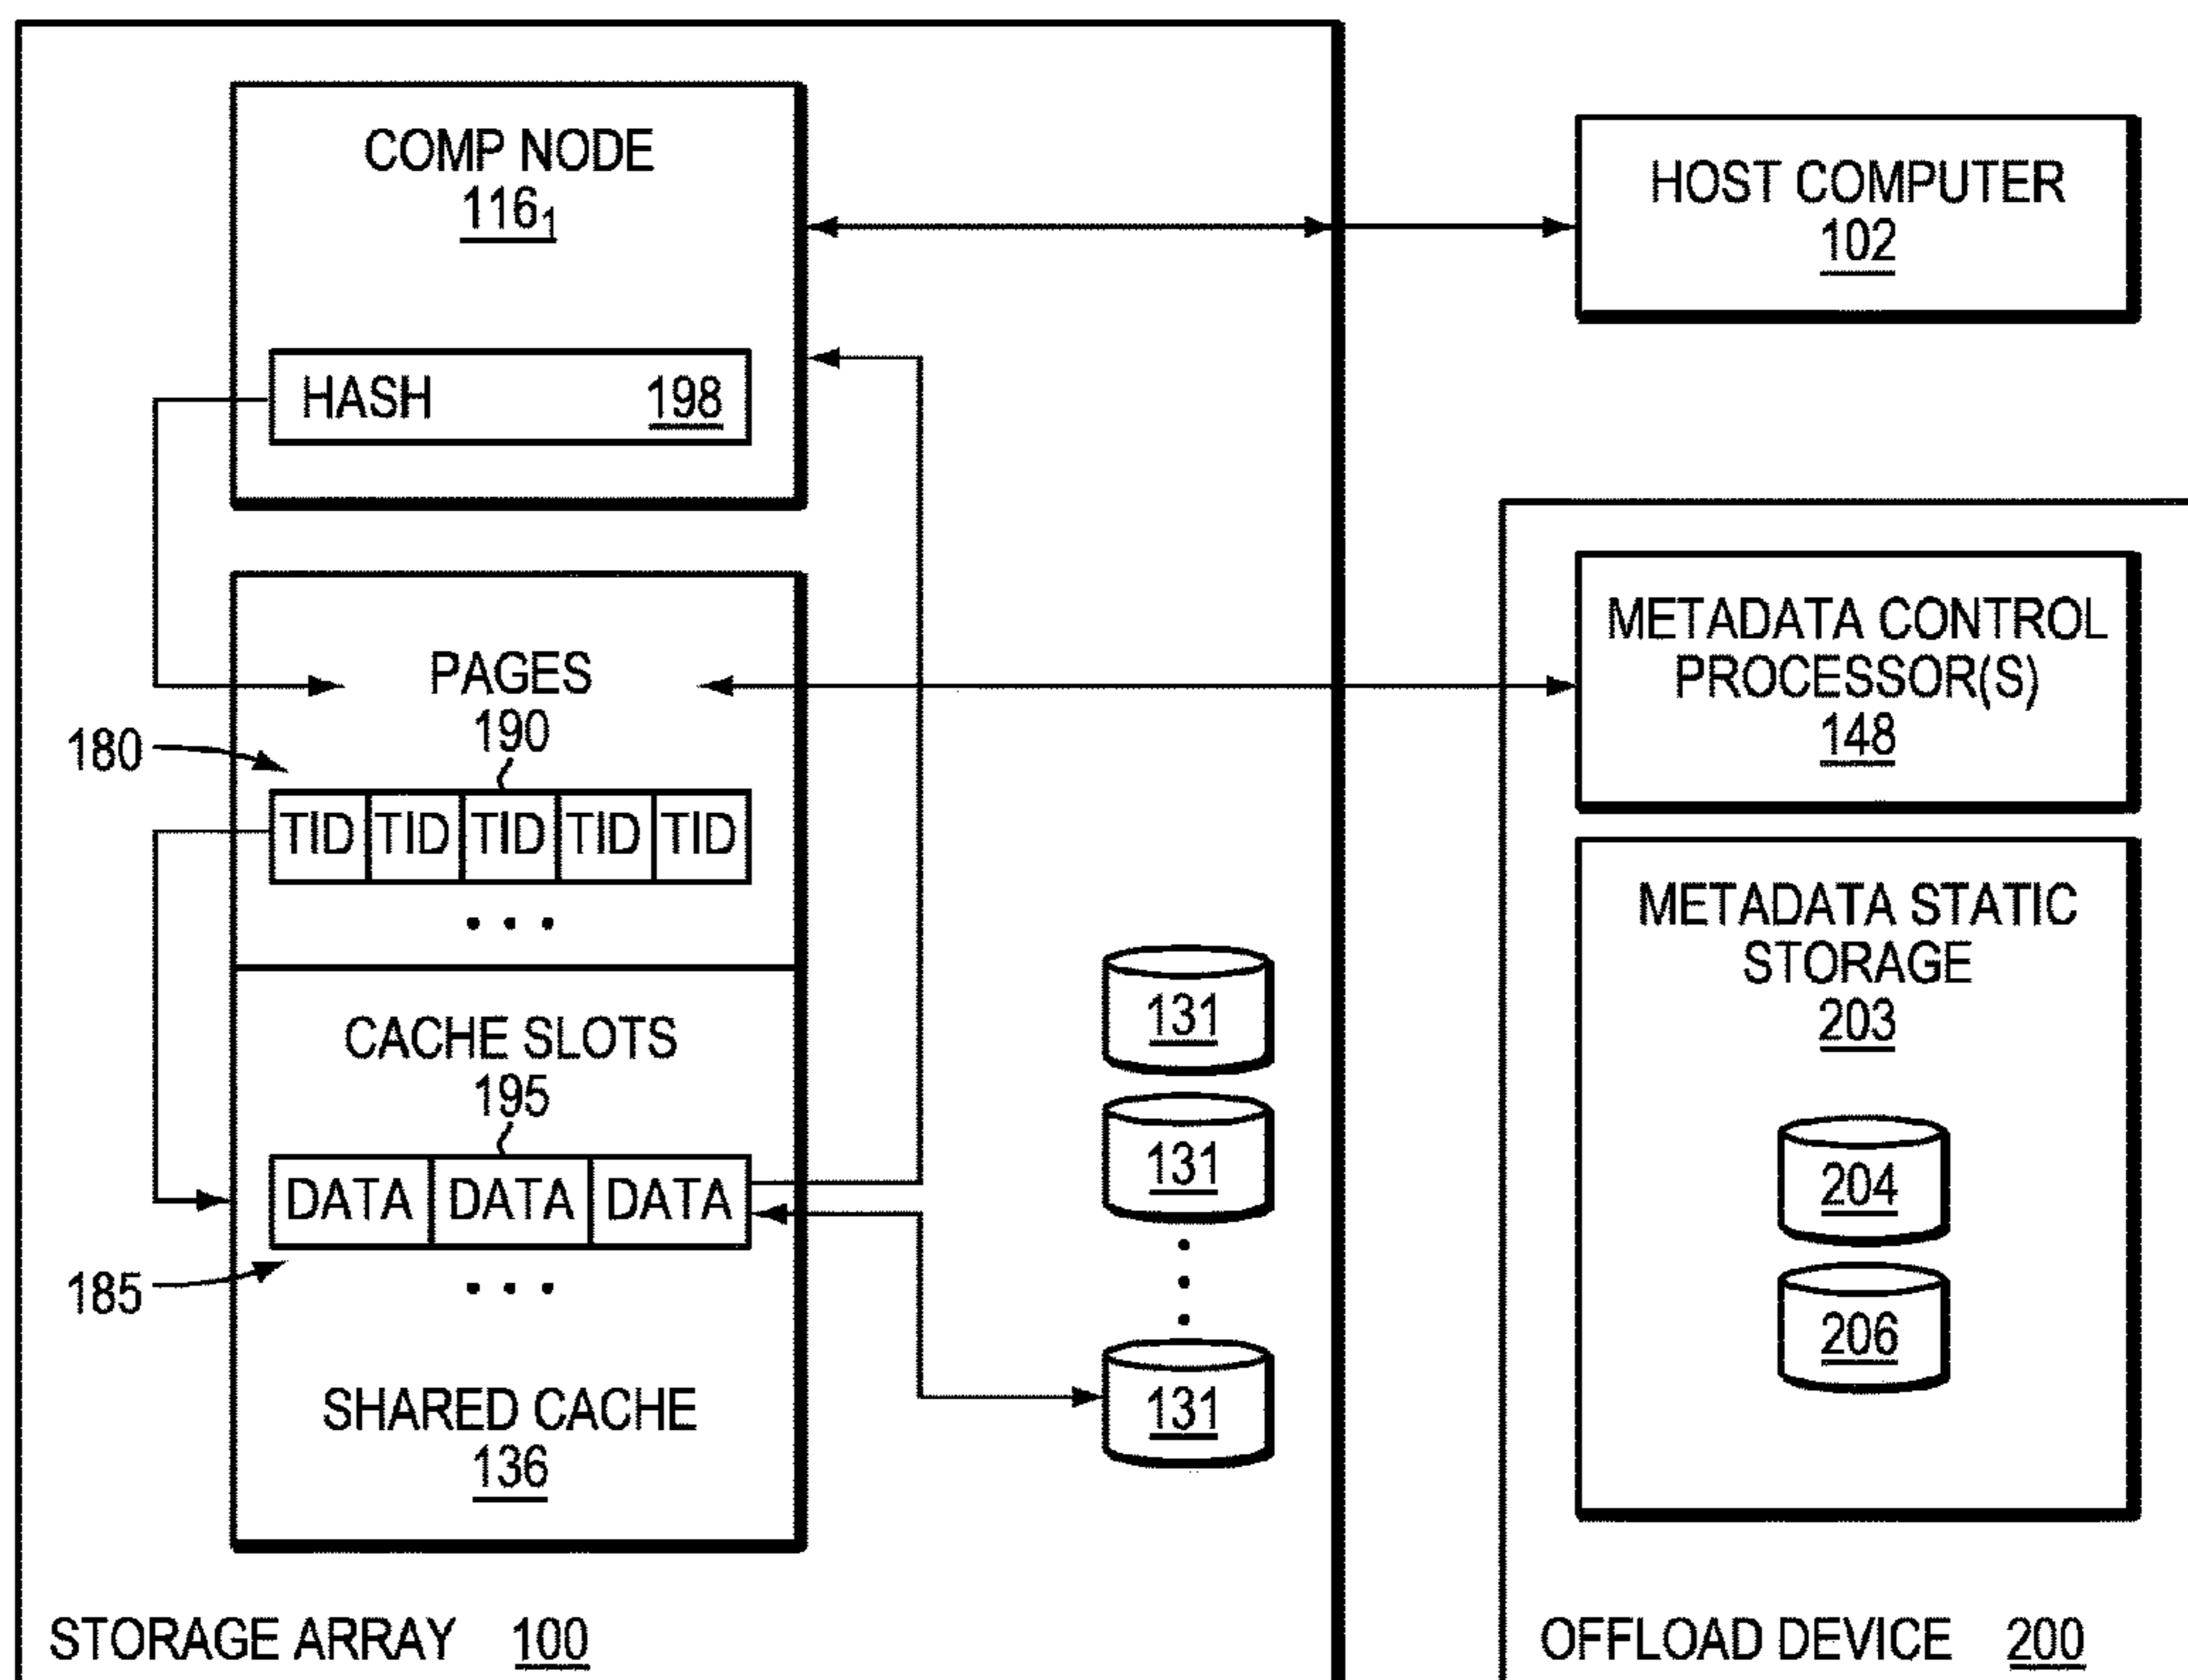 COMP NODE
116₁
HASH 198
HOST COMPUTER
102
PAGES
190
180
TID TID TID TID TID
. . .
CACHE SLOTS
195
DATA DATA DATA
185
. . .
SHARED CACHE
136
131
131
131
METADATA CONTROL
PROCESSOR(S)
148
METADATA STATIC
STORAGE
203
204
206
STORAGE ARRAY 100
OFFLOAD DEVICE 200